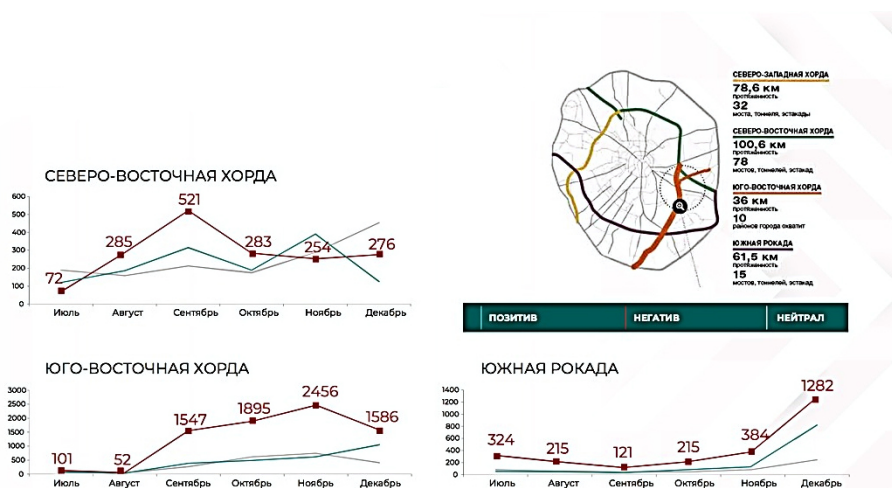 СЕВЕРО-ЗАПАДНАЯ ХОРДА
78,6 км
протяженность
32
моста, тоннеля, эстакады
СЕВЕРО-ВОСТОЧНАЯ ХОРДА
100,6 км
протяженность
78
мостов, тоннелей, эстакад
ЮГО-ВОСТОЧНАЯ ХОРДА
36 км
протяженность
10
районов города охватит
ЮЖНАЯ РОКАДА
61,5 км
протяженность
15
мостов, тоннелей, эстакад
ПОЗИТИВ НЕГАТИВ НЕЙТРАЛ
СЕВЕРО-ВОСТОЧНАЯ ХОРДА
600
500
400
300
200
100
0
72 285 521 283 254 276
Июль Август Сентябрь Октябрь Ноябрь Декабрь
ЮГО-ВОСТОЧНАЯ ХОРДА
3000
2500
2000
1500
1000
500
0
101 52 1547 1895 2456 1586
Июль Август Сентябрь Октябрь Ноябрь Декабрь
ЮЖНАЯ РОКАДА
1400
1200
1000
800
600
400
200
0
324 215 121 215 384 1282
Июль Август Сентябрь Октябрь Ноябрь Декабрь